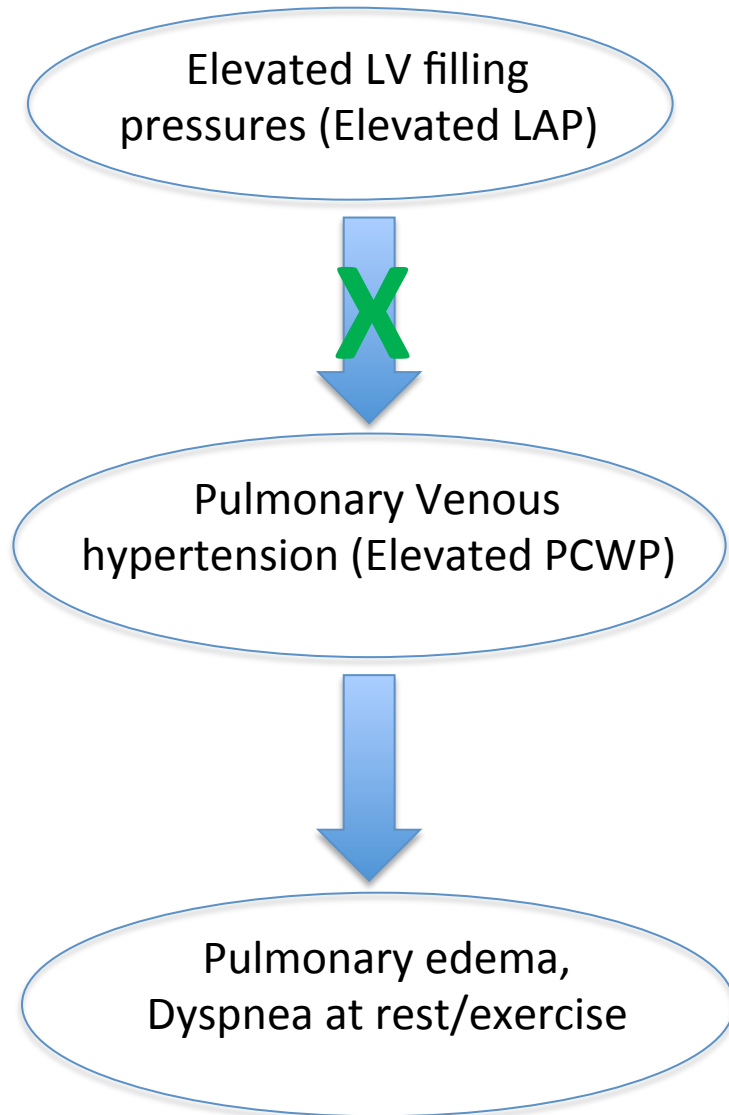 Elevated LV filling
pressures (Elevated LAP)
X
Pulmonary Venous
hypertension (Elevated PCWP)
Pulmonary edema,
Dyspnea at rest/exercise